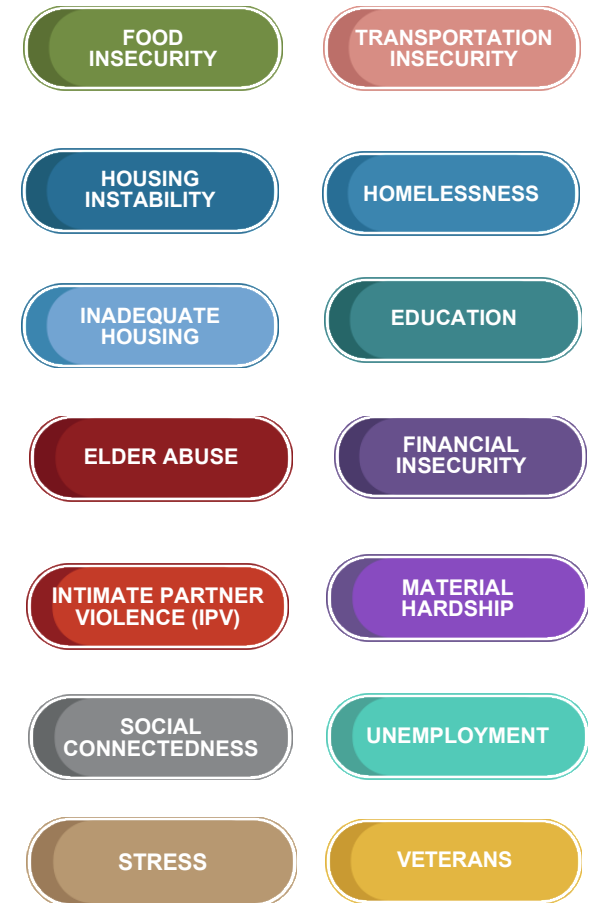 FOOD
INSECURITY
TRANSPORTATION
INSECURITY
HOUSING
INSTABILITY
HOMELESSNESS
INADEQUATE
HOUSING
EDUCATION
ELDER ABUSE
FINANCIAL
INSECURITY
INTIMATE PARTNER
VIOLENCE (IPV)
MATERIAL
HARDSHIP
SOCIAL
CONNECTEDNESS
UNEMPLOYMENT
STRESS
VETERANS